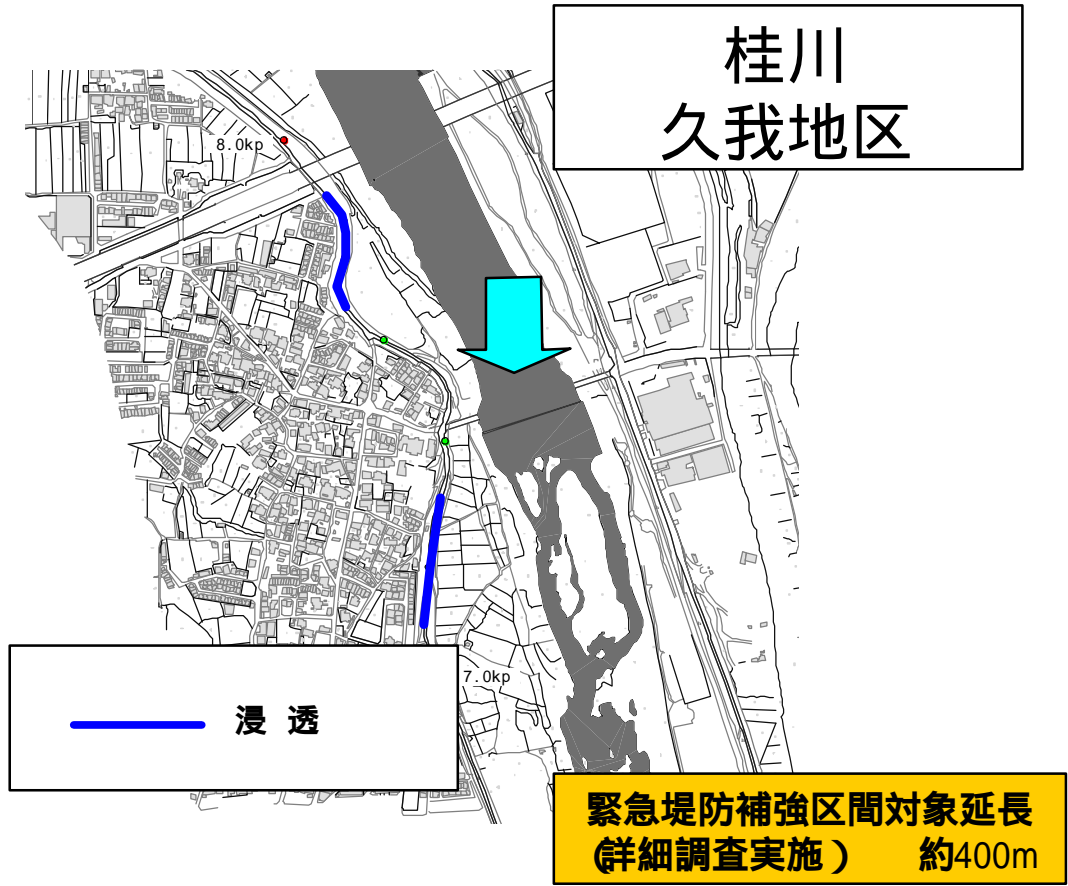 桂川
久我地区
8.0kp
7.0kp
浸 透
緊急堤防補強区間対象延長
(詳細調査実施) 約400m